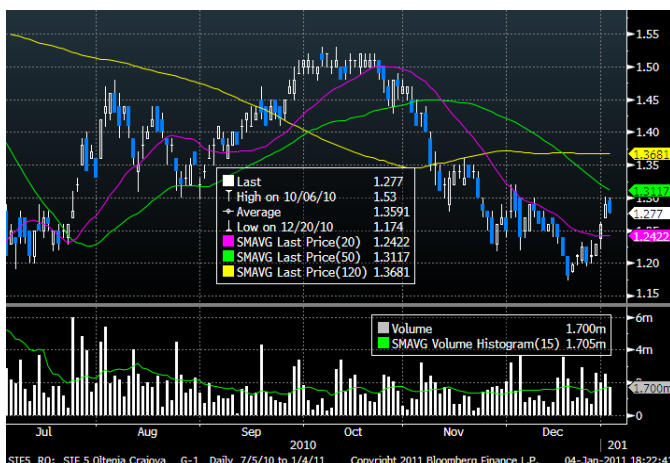 1.55
1.50
1.45
1.40
1.3681
1.35
1.3117
1.30
1.277
1.2422
1.20
1.15
Last 1.277
High on 10/06/10 1.53
Average 1.3591
Low on 12/20/10 1.174
SMAVG Last Price(20) 1.2422
SMAVG Last Price(50) 1.3117
SMAVG Last Price(120) 1.3681
Volume 1.700m
SMAVG Volume Histogram(15) 1.705m
6m
4m
1.700m
0
Jul Aug Sep Oct Nov Dec
2010 201
SIF5 RO: SIF 5 Oltenia Craiova G-1 Daily 7/5/10 to 1/4/11 Copyright 2011 Bloomberg Finance L.P. 04-Jan-2011 18:22:4